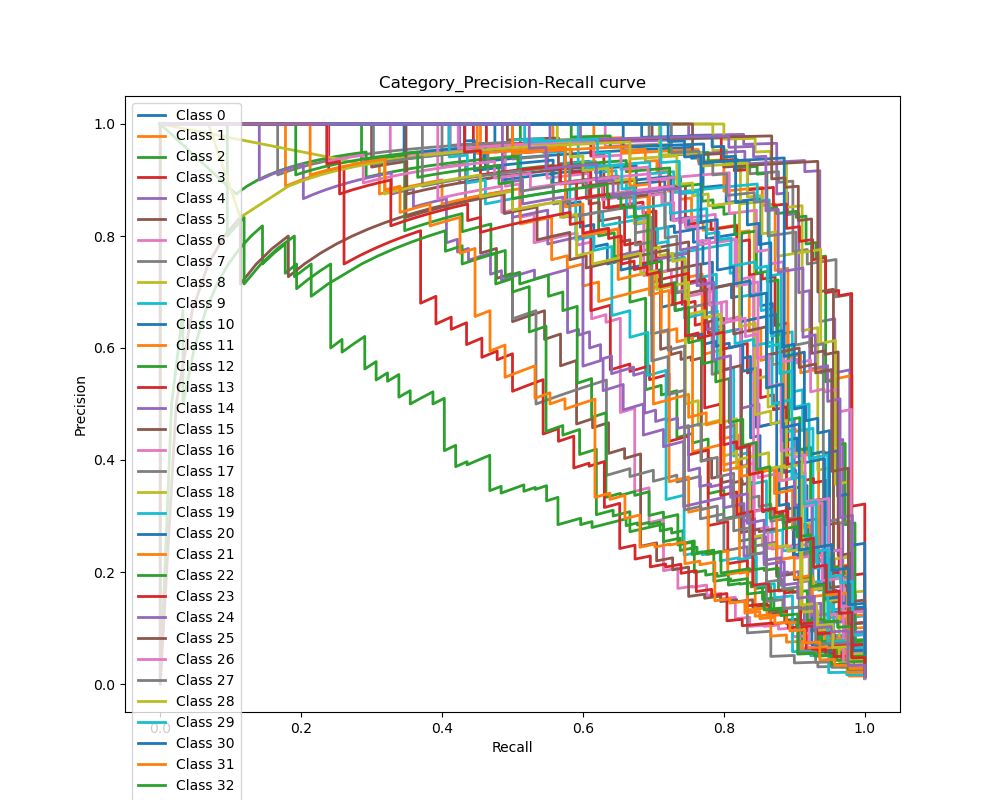 Category_Precision-Recall curve
1.0
0.8
0.6
0.4
0.2
0.0
Precision
Class 0
Class 1
Class 2
Class 3
Class 4
Class 5
Class 6
Class 7
Class 8
Class 9
Class 10
Class 11
Class 12
Class 13
Class 14
Class 15
Class 16
Class 17
Class 18
Class 19
Class 20
Class 21
Class 22
Class 23
Class 24
Class 25
Class 26
Class 27
Class 28
Class 29
Class 30
Class 31
Class 32
0.0 0.2 0.4 0.6 0.8 1.0
Recall